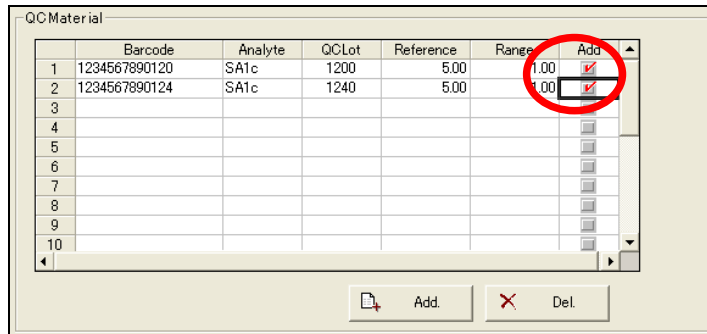 QCMaterial
Barcode Analyte QCLot Reference Range Add
1 1234567890120 SA1c 1200 5.00 1.00
2 1234567890124 SA1c 1240 5.00 1.00
3
4
5
6
7
8
9
10
Add. Del.